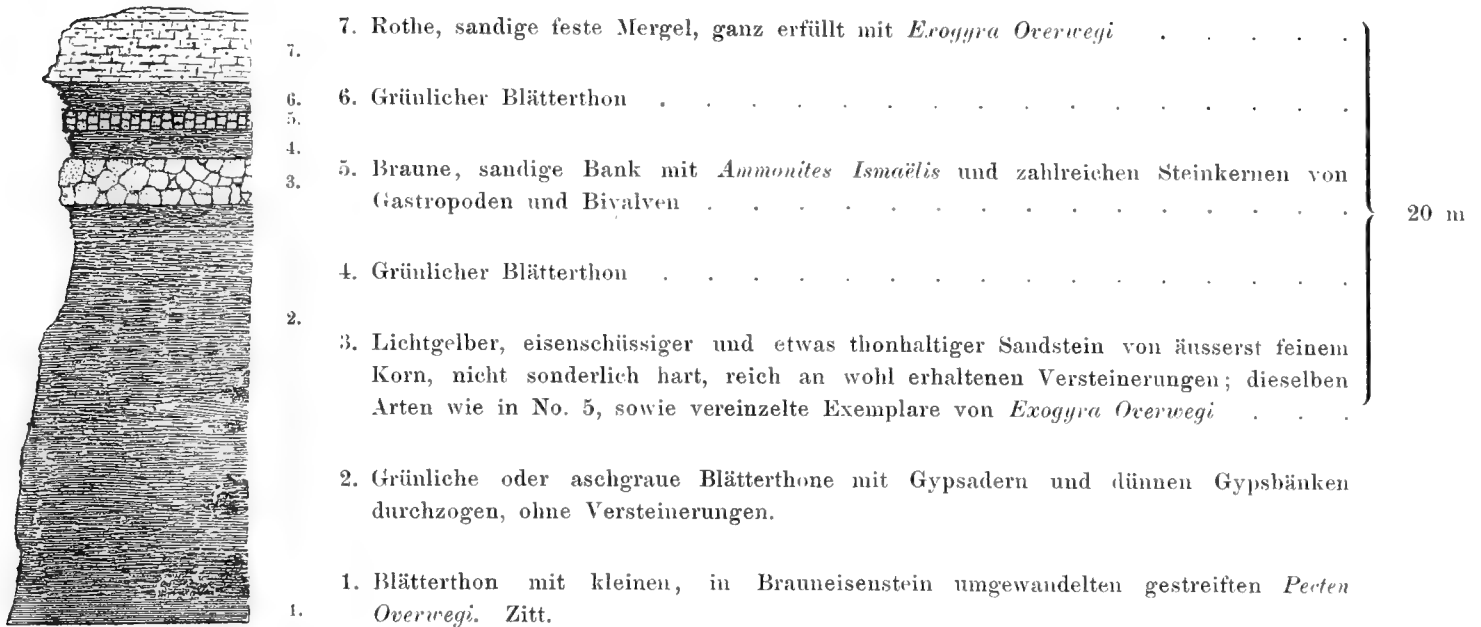 7. Rothe, sandige feste Mergel, ganz erfüllt mit Exogyra Overwegi . . . .
7.
6. Grünlicher Blätterthon . . . . . . . . . . . . . .
6.
5.
4.
5. Braune, sandige Bank mit Ammonites Ismaëlis und zahlreichen Steinkernen von
3.
Gastropoden und Bivalven . . . . . . . . . . . . . .
20 m
4. Grünlicher Blätterthon . . . . . . . . . . . . . .
2.
3. Lichtgelber, eisenschüssiger und etwas thonhaltiger Sandstein von äusserst feinem
Korn, nicht sonderlich hart, reich an wohl erhaltenen Versteinerungen; dieselben
Arten wie in No. 5, sowie vereinzelte Exemplare von Exogyra Overwegi . . .
2. Grünliche oder aschgraue Blätterthone mit Gypsadern und dünnen Gypsbänken
durchzogen, ohne Versteinerungen.
1. Blätterthon mit kleinen, in Brauneisenstein umgewandelten gestreiften Pecten
1.
Overwegi. Zitt.